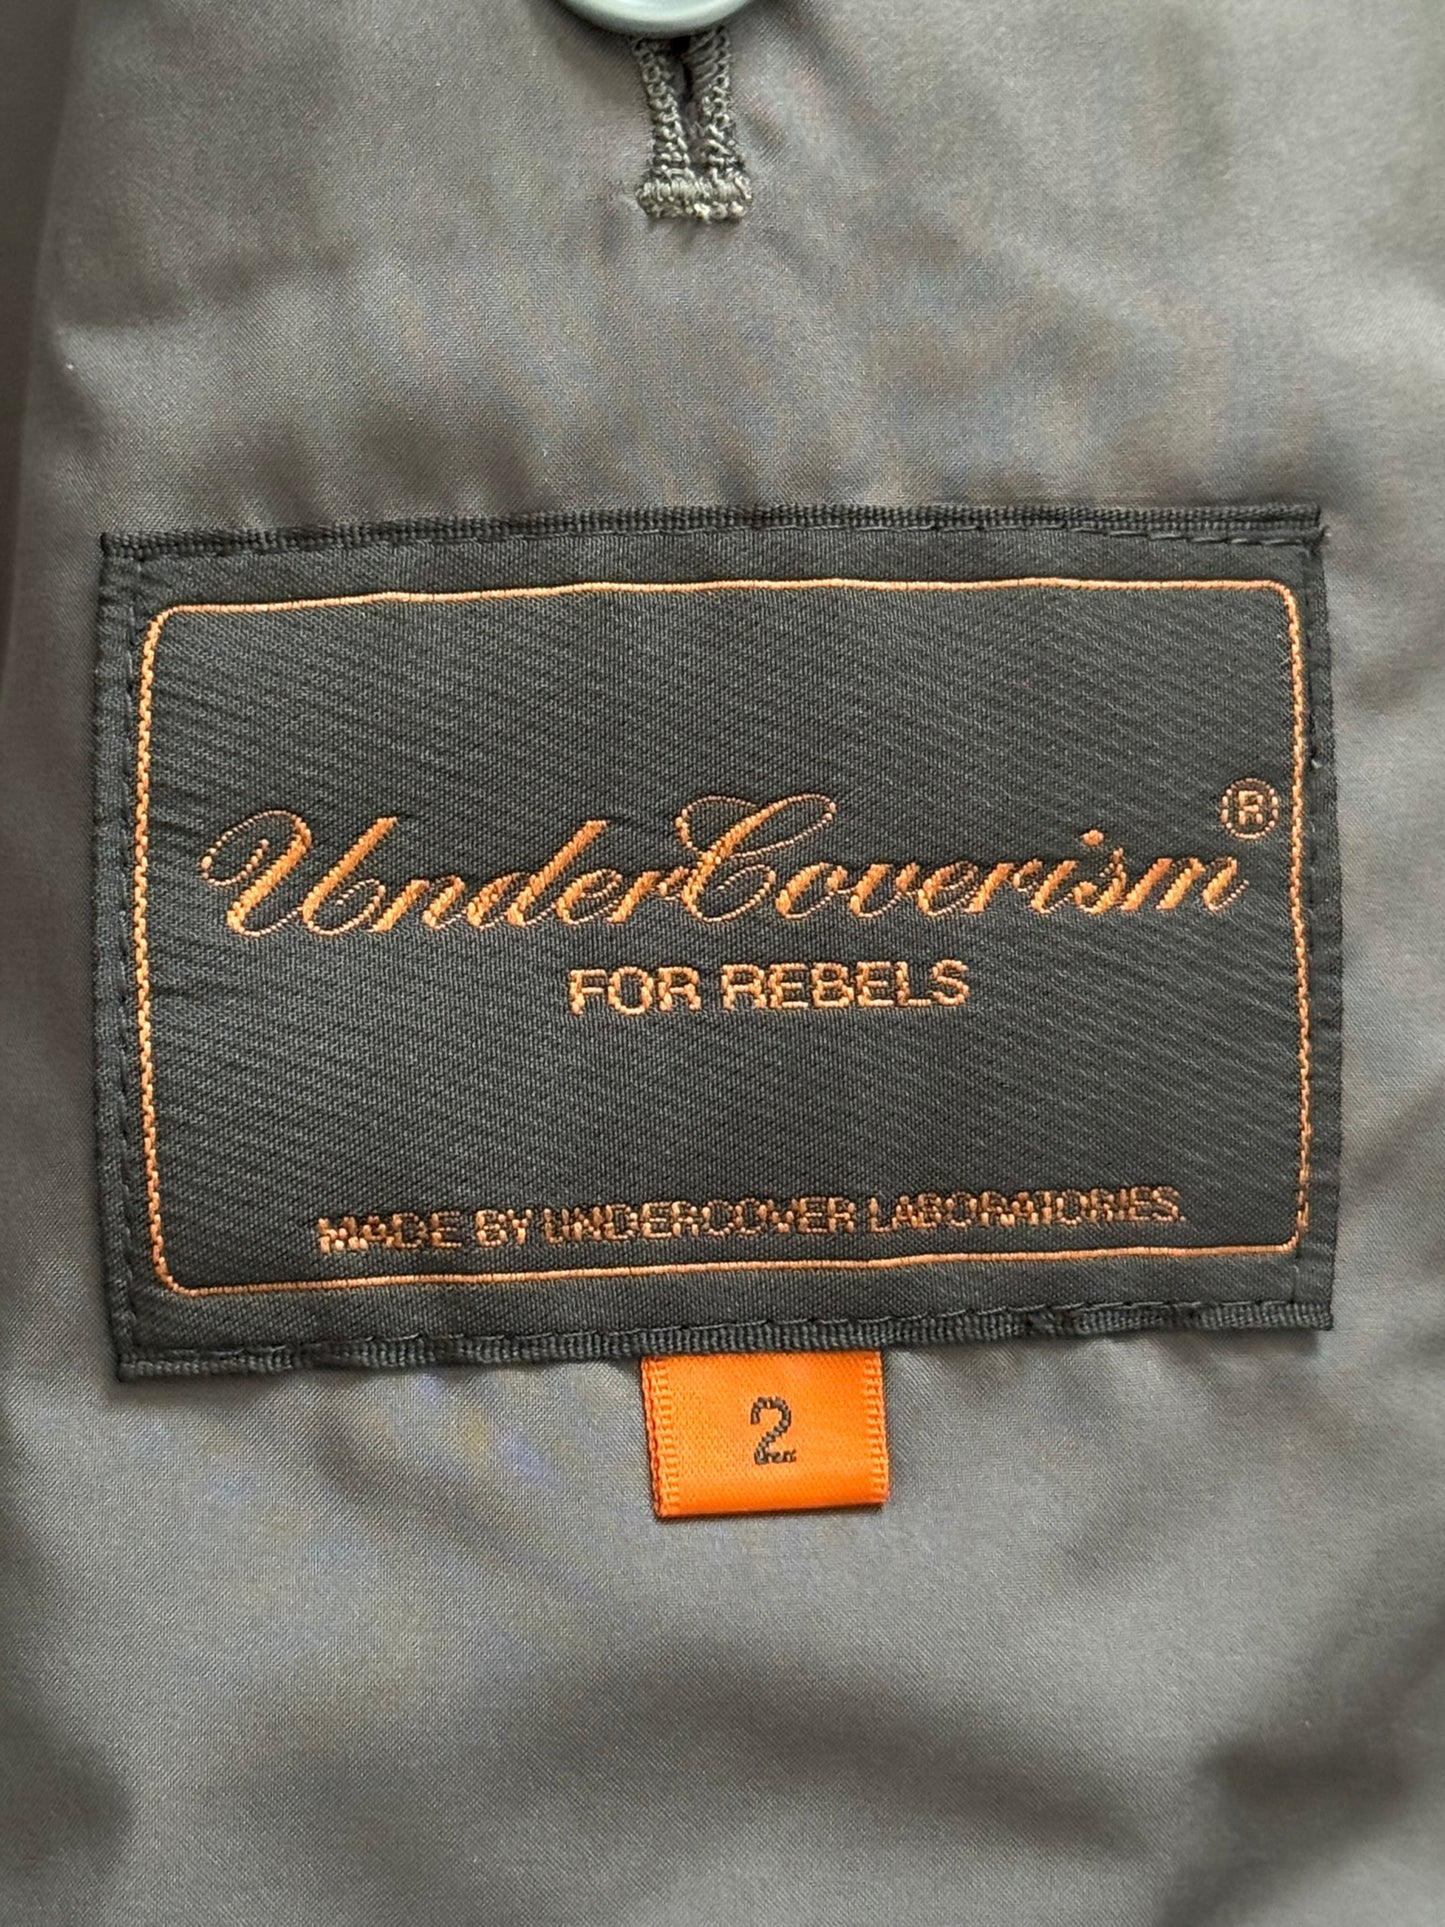 UnderCoverism®
FOR REBELS
MADE BY UNDERCOVER LABORATORIES.
2